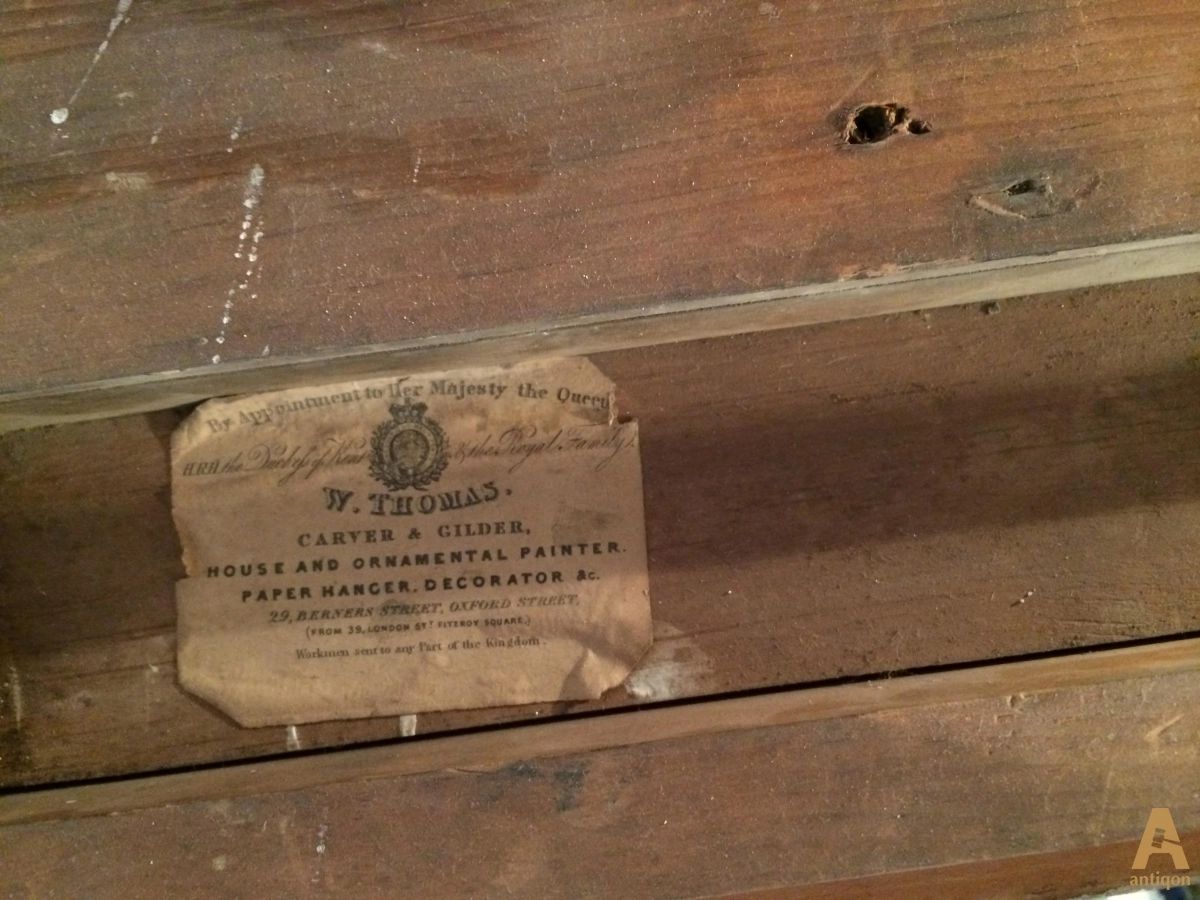 By Appointment to Her Majesty the Queen
H.R.H. the Duchess of Kent & the Royal Family.
W. THOMAS.
CARVER & GILDER,
HOUSE AND ORNAMENTAL PAINTER.
PAPER HANGER, DECORATOR &c.
29, BERNERS STREET, OXFORD STREET,
(FROM 39, LONDON ST. FITZROY SQUARE.)
Workmen sent to any Part of the Kingdom.
A
antiqon